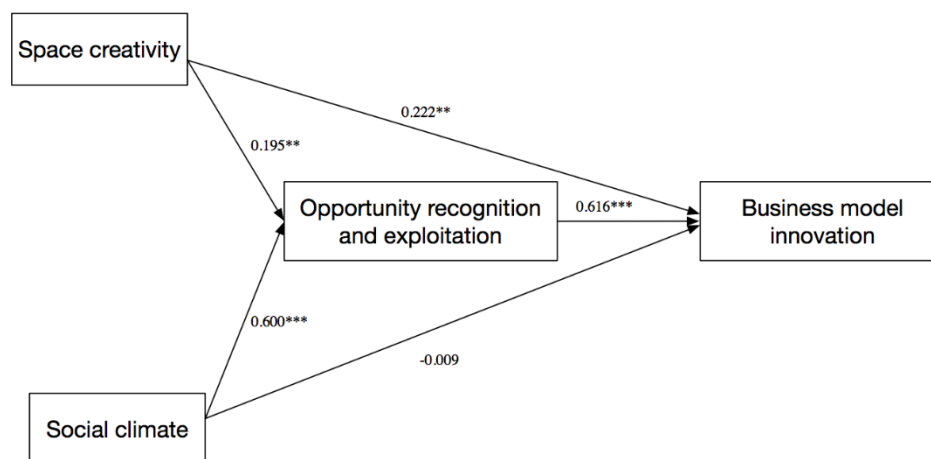 Space creativity
0.222**
0.195**
Opportunity recognition
and exploitation
0.616***
Business model
innovation
0.600***
-0.009
Social climate